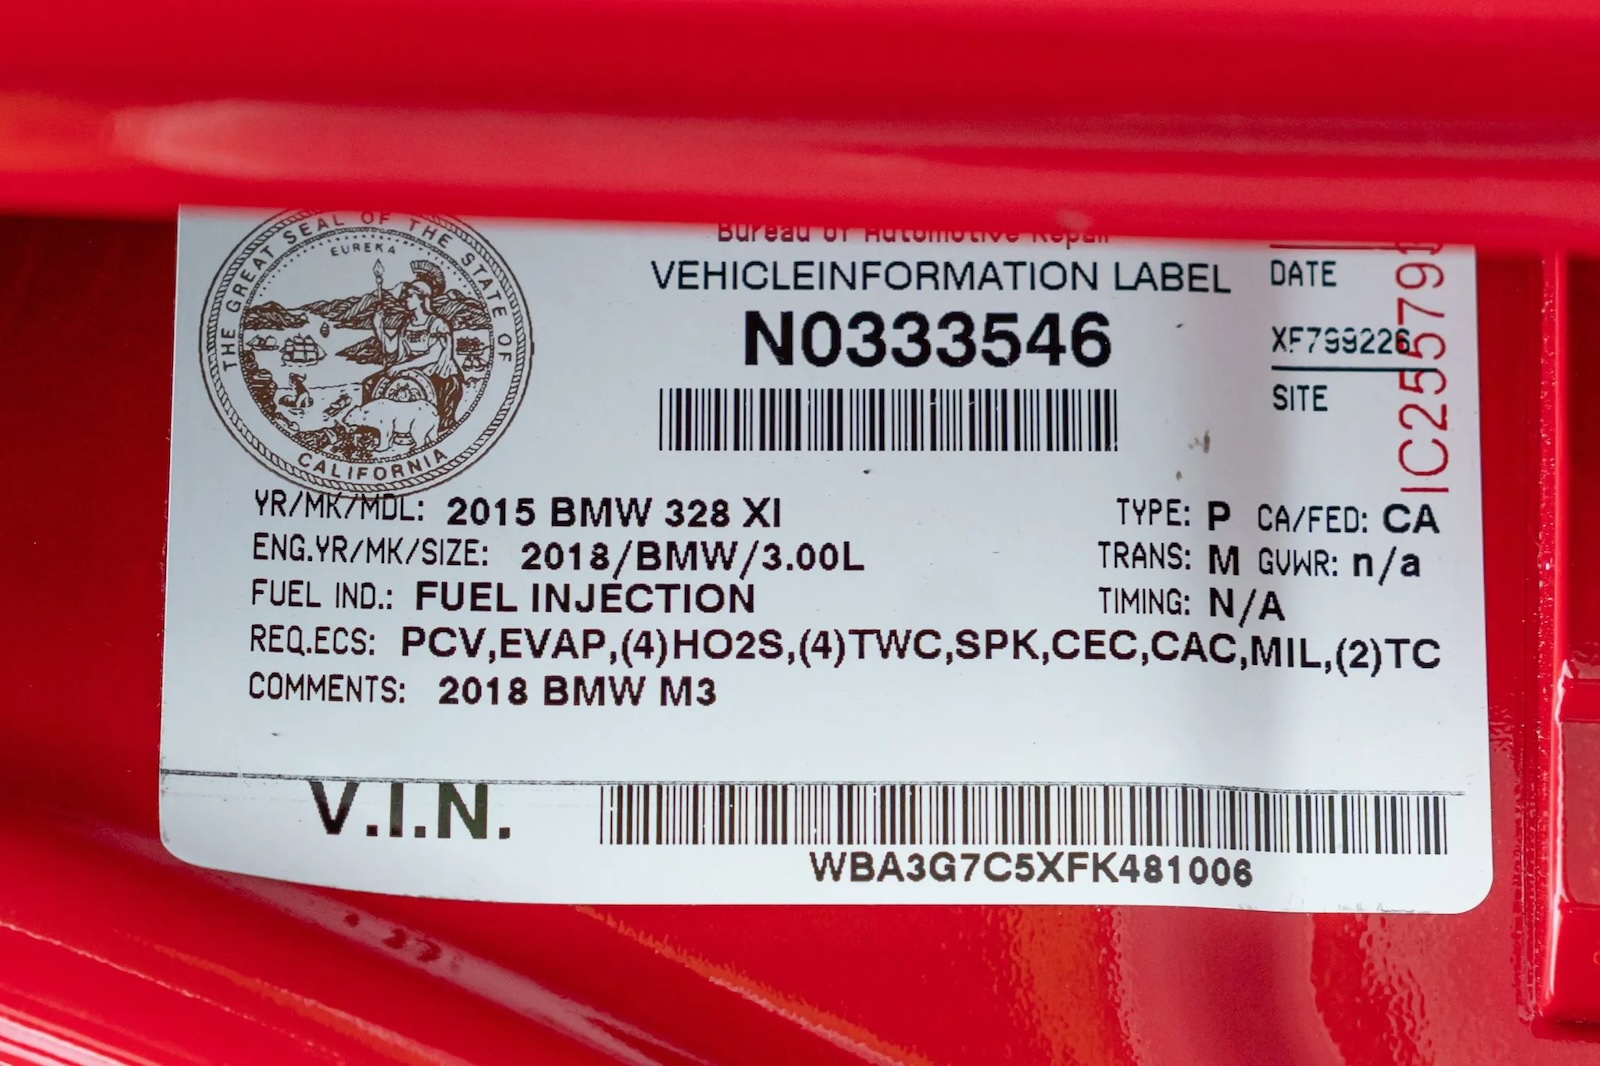 THE GREAT SEAL OF THE STATE OF CALIFORNIA
EUREKA
Bureau of Automotive Repair
VEHICLEINFORMATION LABEL
N0333546
DATE
XF799226
SITE
IC255791
YR/MK/MDL: 2015 BMW 328 XI
TYPE: P CA/FED: CA
ENG.YR/MK/SIZE: 2018/BMW/3.00L
TRANS: M GVWR: n/a
FUEL IND.: FUEL INJECTION
TIMING: N/A
REQ.ECS: PCV,EVAP,(4)HO2S,(4)TWC,SPK,CEC,CAC,MIL,(2)TC
COMMENTS: 2018 BMW M3
V.I.N.
WBA3G7C5XFK481006